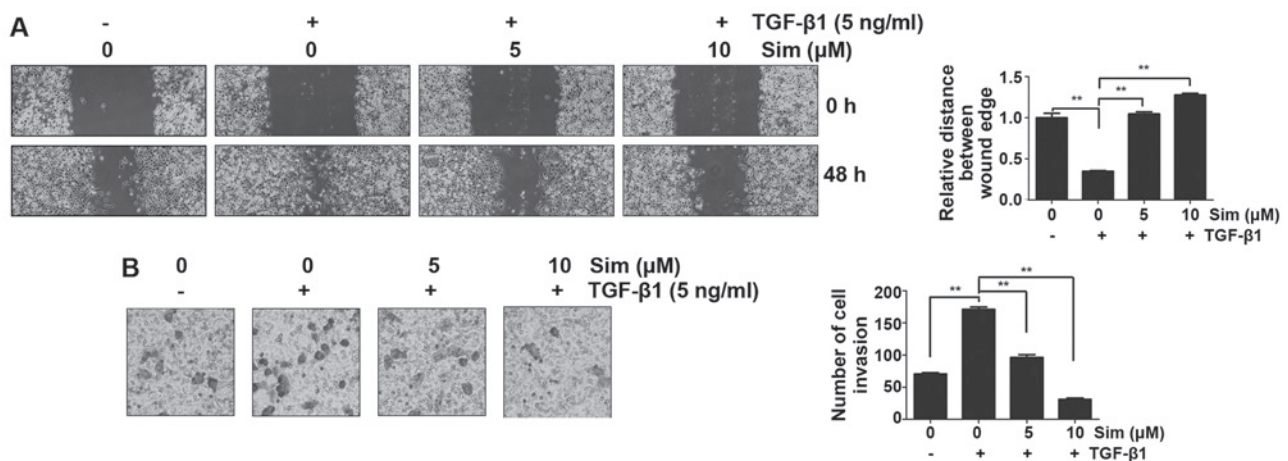 A
- + + + TGF-β1 (5 ng/ml)
0 0 5 10 Sim (μM)
0 h
48 h
Relative distance between wound edge
1.5
1.0
0.5
0.0
** ** **
0 0 5 10 Sim (μM)
- + + + TGF-β1
B
0 0 5 10 Sim (μM)
- + + + TGF-β1 (5 ng/ml)
Number of cell invasion
200
150
100
50
0
** ** **
0 0 5 10 Sim (μM)
- + + + TGF-β1